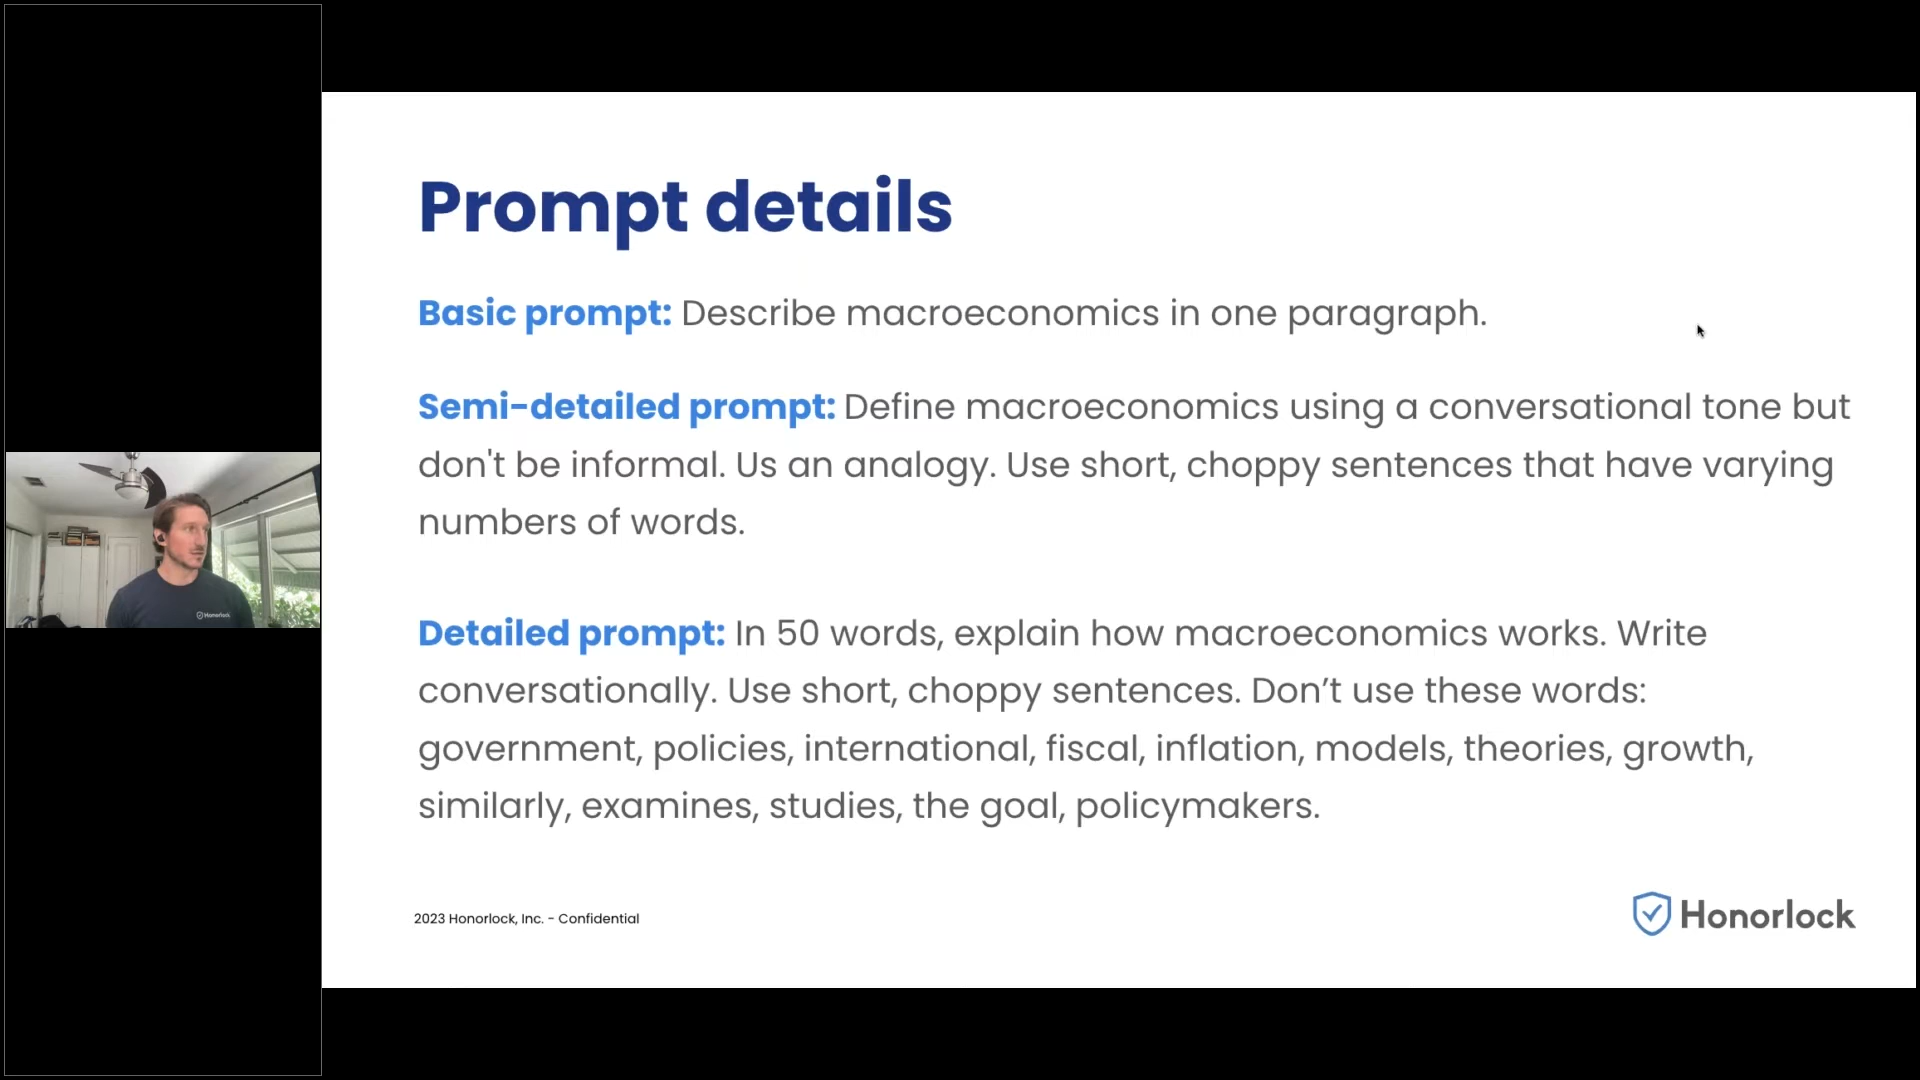 Prompt details
Basic prompt: Describe macroeconomics in one paragraph.
Semi-detailed prompt: Define macroeconomics using a conversational tone but
don't be informal. Us an analogy. Use short, choppy sentences that have varying
numbers of words.
Detailed prompt: In 50 words, explain how macroeconomics works. Write
conversationally. Use short, choppy sentences. Don’t use these words:
government, policies, international, fiscal, inflation, models, theories, growth,
similarly, examines, studies, the goal, policymakers.
Honorlock
2023 Honorlock, Inc. - Confidential
Honorlock